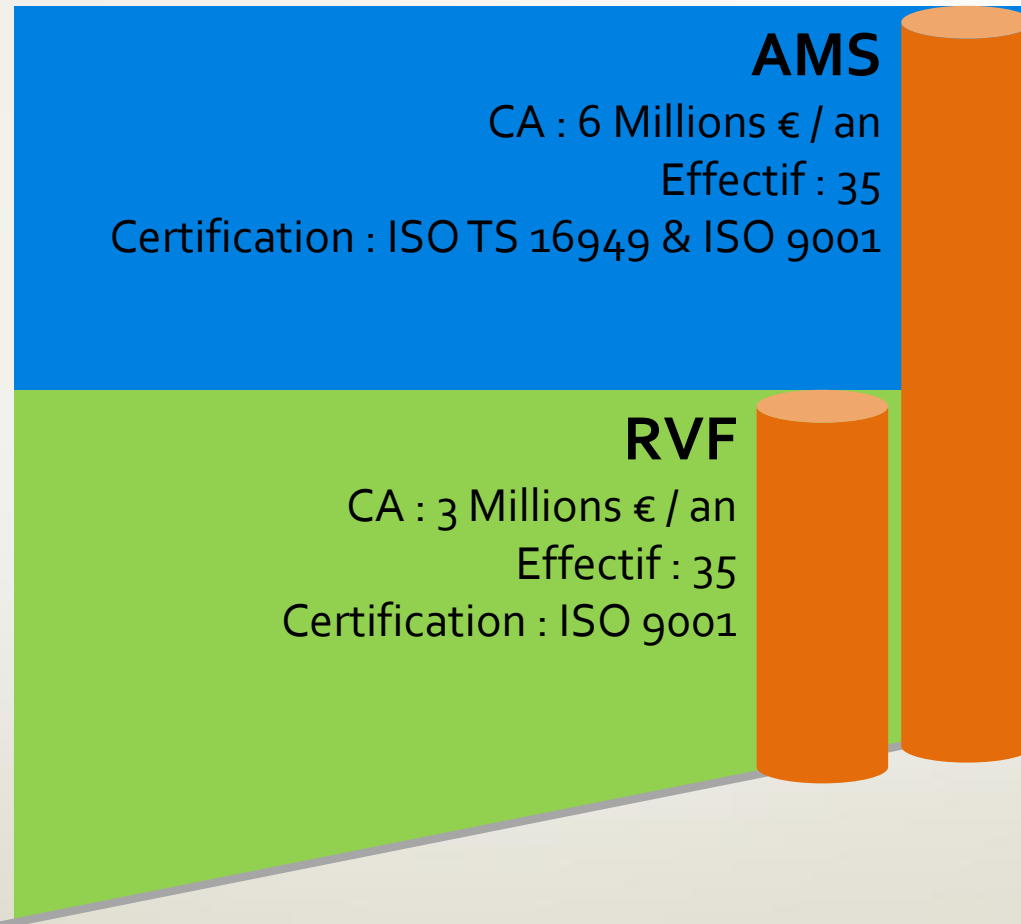 AMS
CA : 6 Millions € / an
Effectif : 35
Certification : ISO TS 16949 & ISO 9001
RVF
CA : 3 Millions € / an
Effectif : 35
Certification : ISO 9001